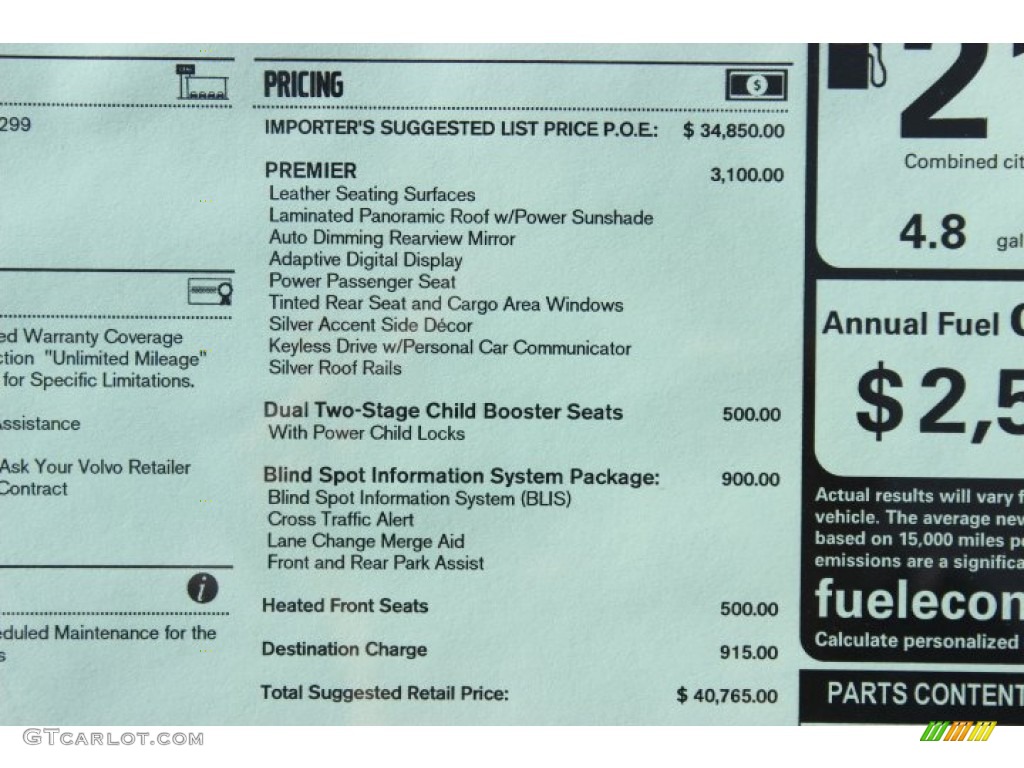 299
ed Warranty Coverage
ction "Unlimited Mileage"
for Specific Limitations.
Assistance
Ask Your Volvo Retailer
Contract
i
eduled Maintenance for the
s
PRICING
$
IMPORTER'S SUGGESTED LIST PRICE P.O.E.: $ 34,850.00
PREMIER 3,100.00
Leather Seating Surfaces
Laminated Panoramic Roof w/Power Sunshade
Auto Dimming Rearview Mirror
Adaptive Digital Display
Power Passenger Seat
Tinted Rear Seat and Cargo Area Windows
Silver Accent Side Décor
Keyless Drive w/Personal Car Communicator
Silver Roof Rails
Dual Two-Stage Child Booster Seats 500.00
With Power Child Locks
Blind Spot Information System Package: 900.00
Blind Spot Information System (BLIS)
Cross Traffic Alert
Lane Change Merge Aid
Front and Rear Park Assist
Heated Front Seats 500.00
Destination Charge 915.00
Total Suggested Retail Price: $ 40,765.00
2
Combined cit
4.8 gal
Annual Fuel C
$2,5
Actual results will vary f
vehicle. The average new
based on 15,000 miles pe
emissions are a significa
fuelecon
Calculate personalized
PARTS CONTENT
GTCARLOT.COM